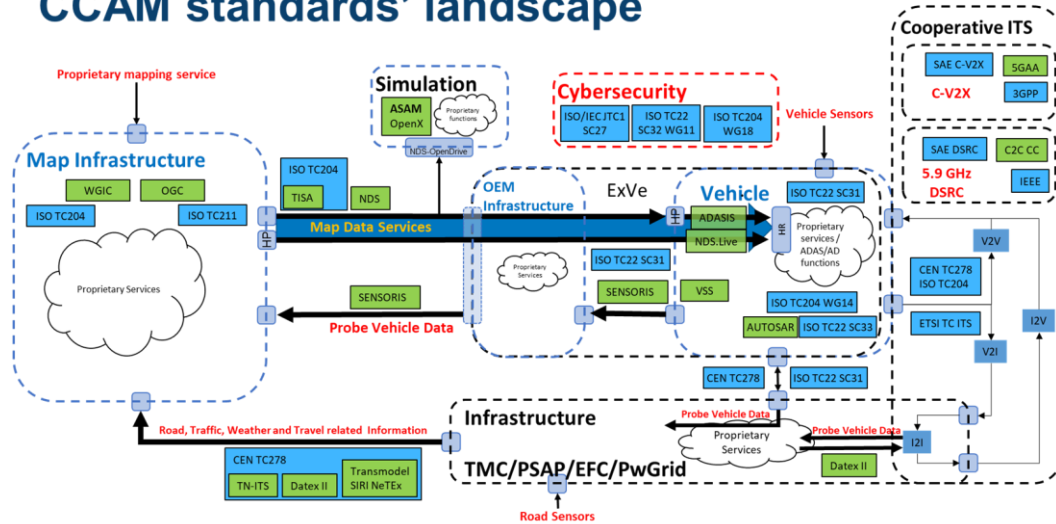 CCAM standards' landscape
Cooperative ITS
SAE C-V2X
5GAA
C-V2X
3GPP
SAE DSRC
C2C CC
5.9 GHz
DSRC
IEEE
Proprietary mapping service
Simulation
ASAM
OpenX
Proprietary
functions
NDS-OpenDrive
Cybersecurity
ISO/IEC JTC1
SC27
ISO TC22
SC32 WG11
ISO TC204
WG18
Vehicle Sensors
Map Infrastructure
WGIC
OGC
ISO TC204
ISO TC211
Proprietary Services
HP
ISO TC204
TISA
NDS
Map Data Services
OEM
Infrastructure
Proprietary
Services
ExVe
Vehicle
ISO TC22 SC31
HP
ADASIS
NDS.Live
HR
Proprietary
services /
ADAS/AD
functions
ISO TC22 SC31
SENSORIS
VSS
SENSORIS
Probe Vehicle Data
ISO TC204 WG14
AUTOSAR
ISO TC22 SC33
V2V
CEN TC278
ISO TC204
ETSI TC ITS
I2V
V2I
CEN TC278
ISO TC22 SC31
Infrastructure
Probe Vehicle Data
Proprietary
Services
Probe Vehicle Data
I2I
Datex II
TMC/PSAP/EFC/PwGrid
Road, Traffic, Weather and Travel related Information
CEN TC278
TN-ITS
Datex II
Transmodel
SIRI NeTEx
Road Sensors